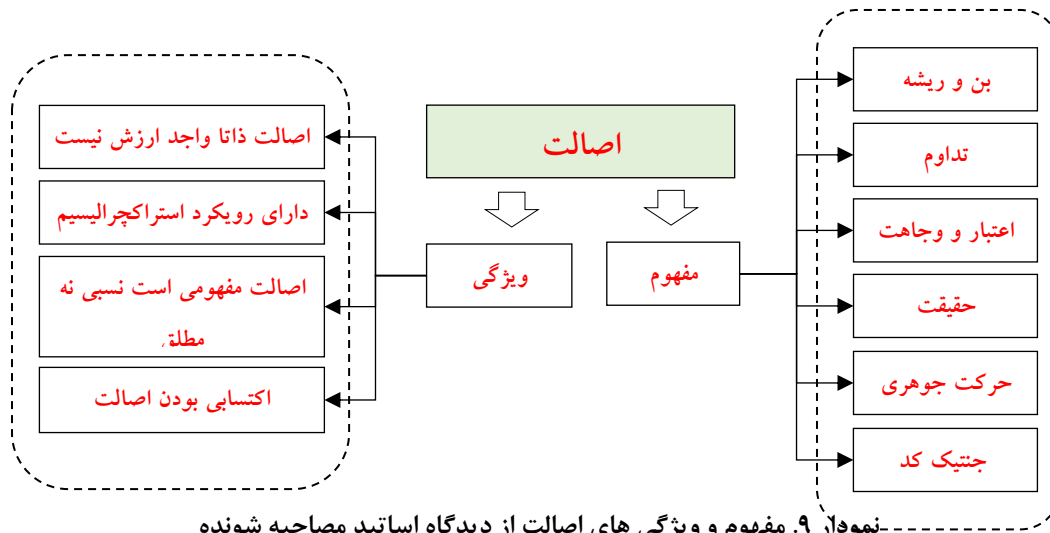 اصالت
مفهوم
بن و ریشه
تداوم
اعتبار و وجاهت
حقیقت
حرکت جوهری
جنتیک کد
ویژگی
اصالت ذاتا واجد ارزش نیست
دارای رویکرد استراکچرالیسیم
اصالت مفهومی است نسبی نه
مطلق
اکتسابی بودن اصالت
نمودار ۹. مفهوم و ویژگی های اصالت از دیدگاه اساتید مصاحبه شونده